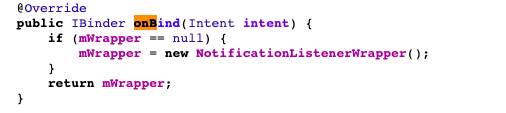 @Override
public IBinder onBind(Intent intent) {
    if (mWrapper == null) {
        mWrapper = new NotificationListenerWrapper();
    }
    return mWrapper;
}